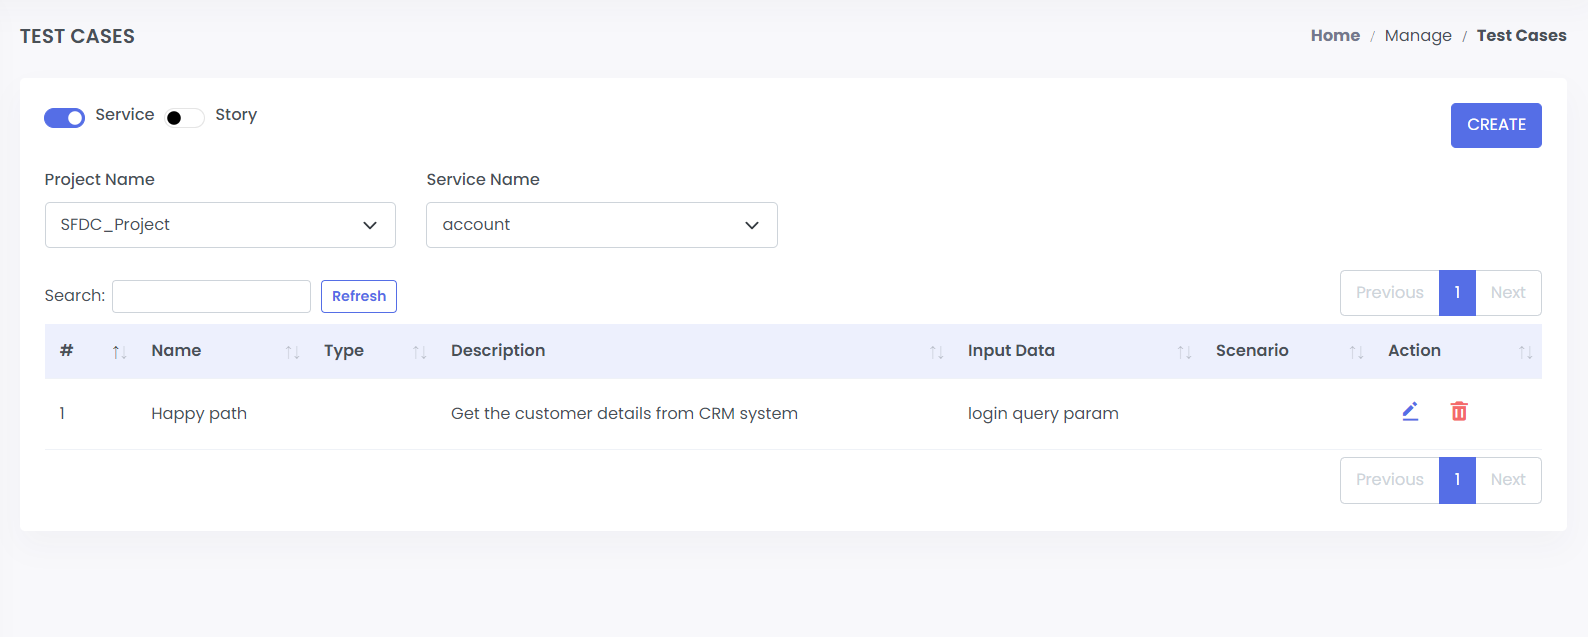 TEST CASES
Home / Manage / Test Cases
Service Story
CREATE
Project Name Service Name
SFDC_Project account
Search: Refresh Previous 1 Next
# Name Type Description Input Data Scenario Action
1 Happy path Get the customer details from CRM system login query param
Previous 1 Next